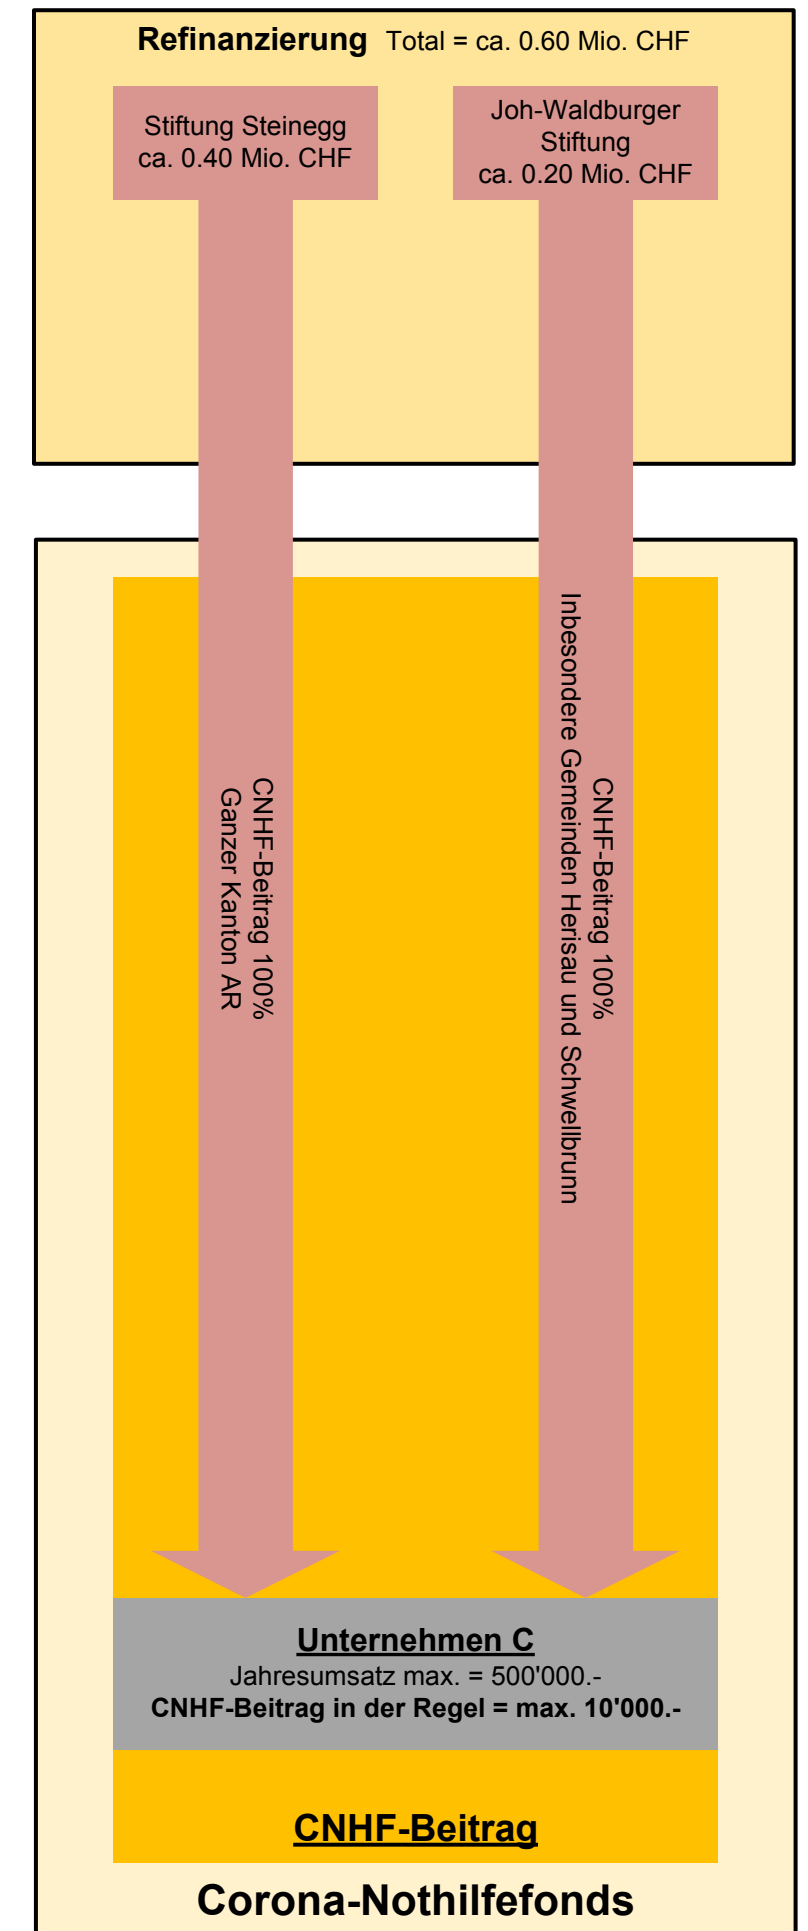 Refinanzierung Total = ca. 0.60 Mio. CHF
Stiftung Steinegg
ca. 0.40 Mio. CHF
Joh-Waldburger
Stiftung
ca. 0.20 Mio. CHF
CNHF-Beitrag 100%
Ganzer Kanton AR
CNHF-Beitrag 100%
Inbesondere Gemeinden Herisau und Schwellbrunn
Unternehmen C
Jahresumsatz max. = 500'000.-
CNHF-Beitrag in der Regel = max. 10'000.-
CNHF-Beitrag
Corona-Nothilfefonds